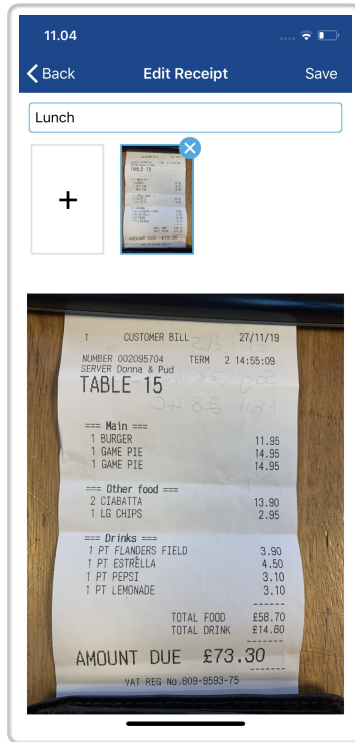 11.04
Back Edit Receipt Save
Lunch
+
AMOUNT DUE £73.30
1 CUSTOMER BILL 27/11/19
NUMBER 002095704 TERM 2 14:55:09
SERVER Donna & Pud
TABLE 15
=== Main ===
1 BURGER 11.95
1 GAME PIE 14.95
1 GAME PIE 14.95
=== Other food ===
2 CIABATTA 13.90
1 LG CHIPS 2.95
=== Drinks ===
1 PT FLANDERS FIELD 3.90
1 PT ESTRELLA 4.50
1 PT PEPSI 3.10
1 PT LEMONADE 3.10
------
TOTAL FOOD £58.70
TOTAL DRINK £14.60
------
AMOUNT DUE £73.30
------
VAT REG No.809-9593-75